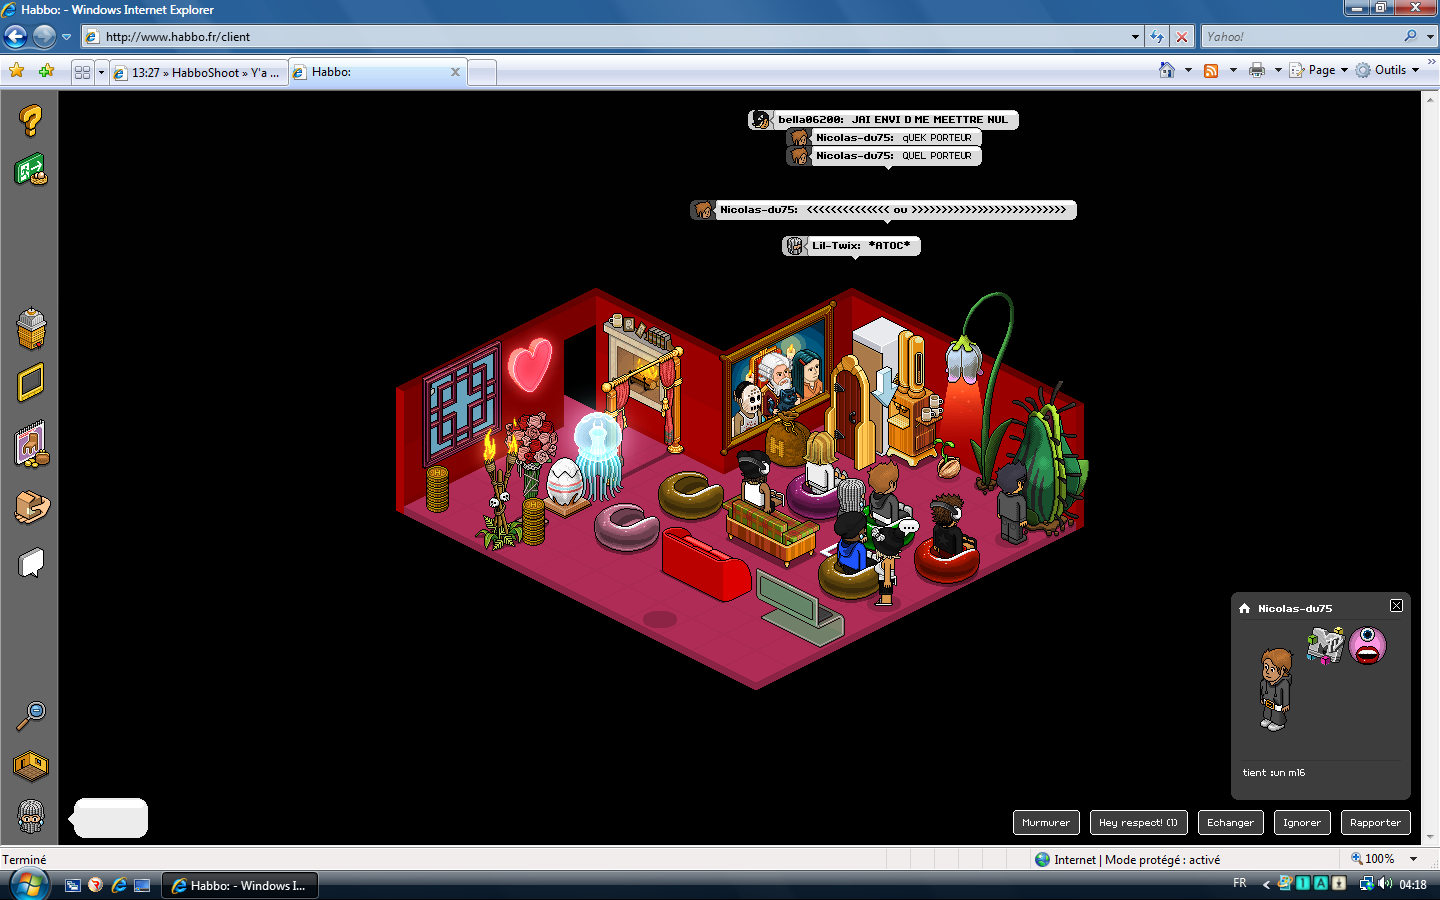 Habbo: - Windows Internet Explorer
http://www.habbo.fr/client
Yahoo!
13:27 » HabboShoot » Y'a ...
Habbo:
Page
Outils
bella06200: JAI ENVI D ME MEETTRE NUL
Nicolas-du75: qUEK PORTEUR
Nicolas-du75: QUEL PORTEUR
Nicolas-du75: <<<<<<<<<<<<<< ou >>>>>>>>>>>>>>>>>>>>>>>>>>
Lil-Twix: *ATOC*
Nicolas-du75
MTV
tient :un m16
Murmurer
Hey respect! (1)
Echanger
Ignorer
Rapporter
Terminé
Internet | Mode protégé : activé
100%
Habbo: - Windows I...
FR
04:18